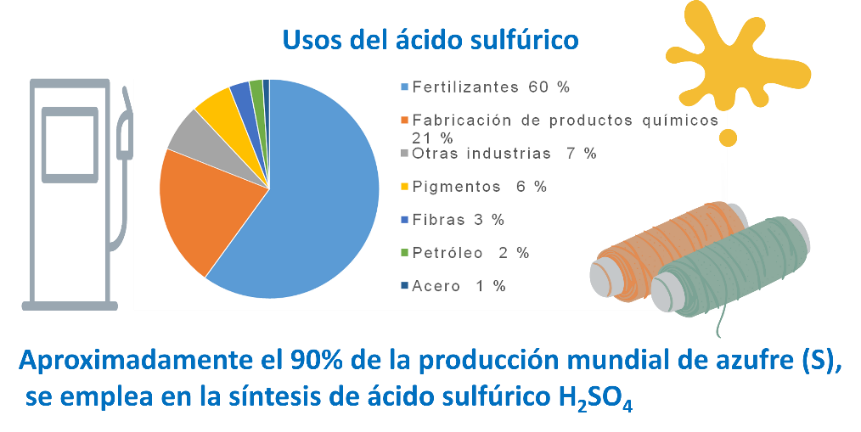 Usos del ácido sulfúrico
Fertilizantes 60 %
Fabricación de productos químicos
21 %
Otras industrias 7 %
Pigmentos 6 %
Fibras 3 %
Petróleo 2 %
Acero 1 %
Aproximadamente el 90% de la producción mundial de azufre (S),
se emplea en la síntesis de ácido sulfúrico H₂SO₄